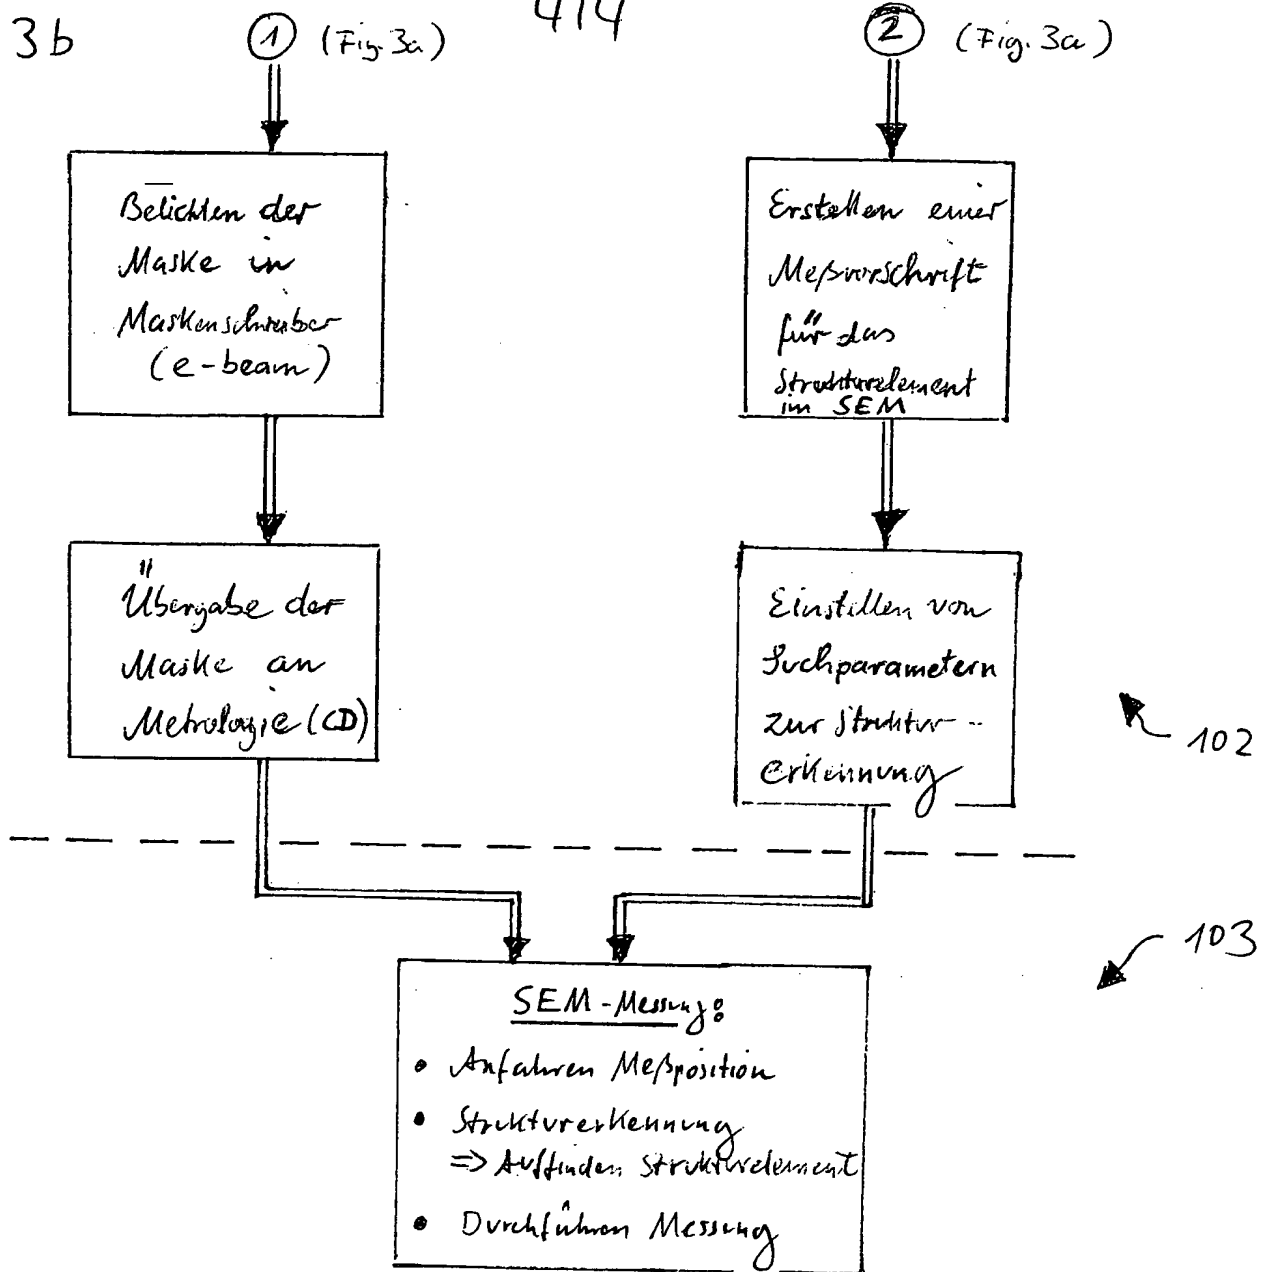 3b
4/4
1 (Fig. 3a)
2 (Fig. 3a)
Belichten der
Maske in
Maskenschreiber
(e-beam)
Erstellen einer
Meßvorschrift
für das
Strukturelement
im SEM
Übergabe der
Maske an
Metrologie (CD)
Einstellen von
Suchparametern
zur Struktur-
erkennung
102
103
SEM-Messung:
• Anfahren Meßposition
• Strukturerkennung
=> Auffinden Strukturelement
• Durchführen Messung